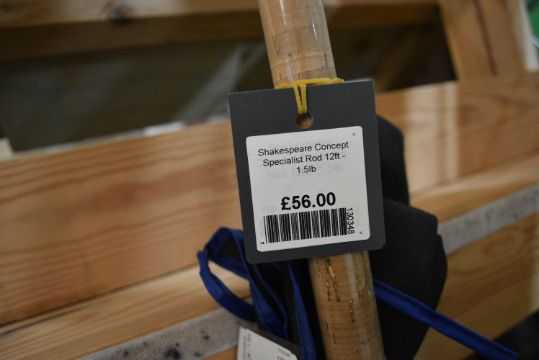 Shakespeare Concept
Specialist Rod 12ft -
1.5lb
£56.00
130348